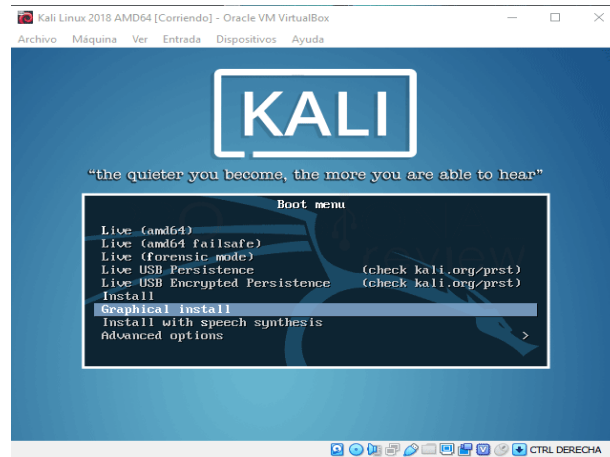 Kali Linux 2018 AMD64 [Corriendo] - Oracle VM VirtualBox
Archivo Máquina Ver Entrada Dispositivos Ayuda
KALI
“the quieter you become, the more you are able to hear”
Boot menu
Live (amd64)
Live (amd64 failsafe)
Live (forensic mode)
Live USB Persistence (check kali.org/prst)
Live USB Encrypted Persistence (check kali.org/prst)
Install
Graphical install
Install with speech synthesis
Advanced options >
CTRL DERECHA